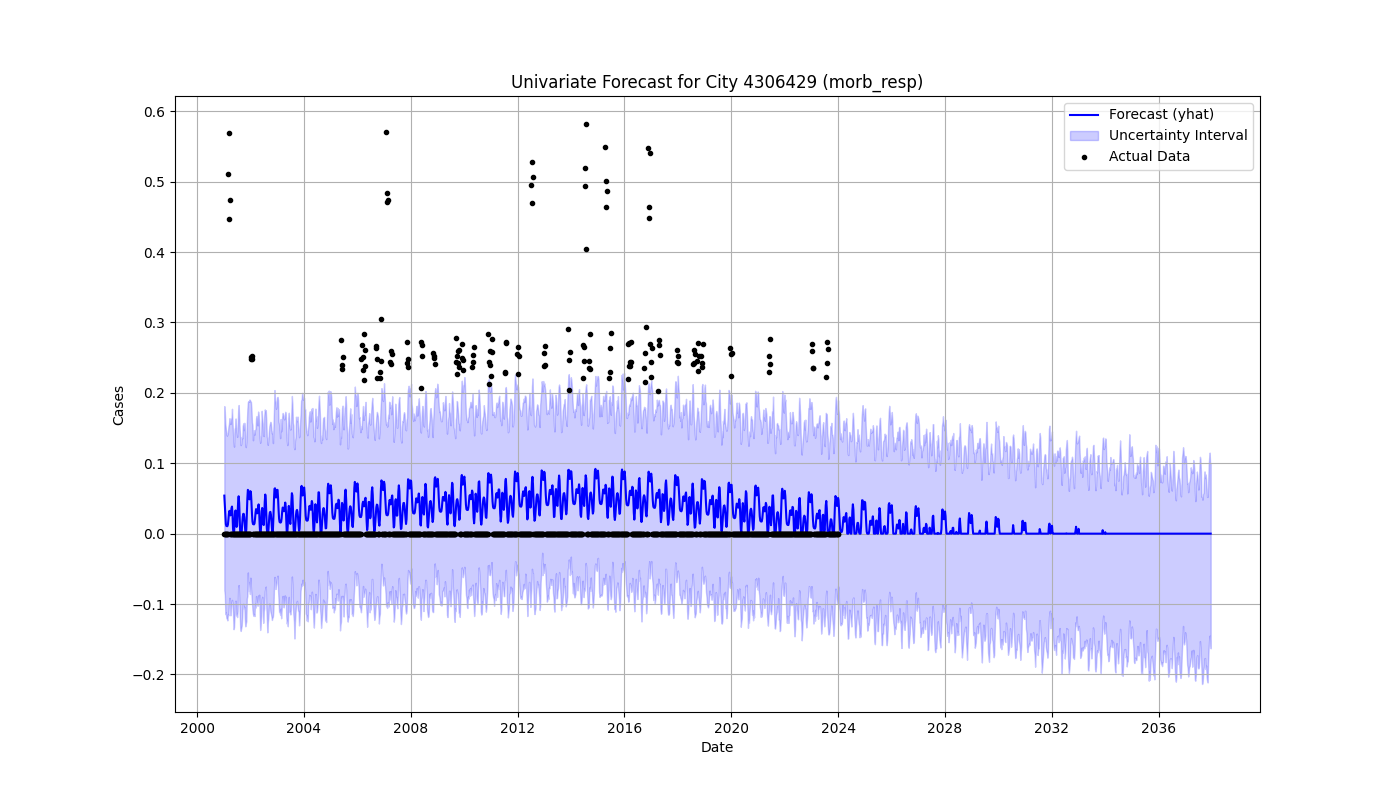 Univariate Forecast for City 4306429 (morb_resp)
Forecast (yhat)
Uncertainty Interval
Actual Data
Cases
0.6
0.5
0.4
0.3
0.2
0.1
0.0
−0.1
−0.2
2000 2004 2008 2012 2016 2020 2024 2028 2032 2036
Date